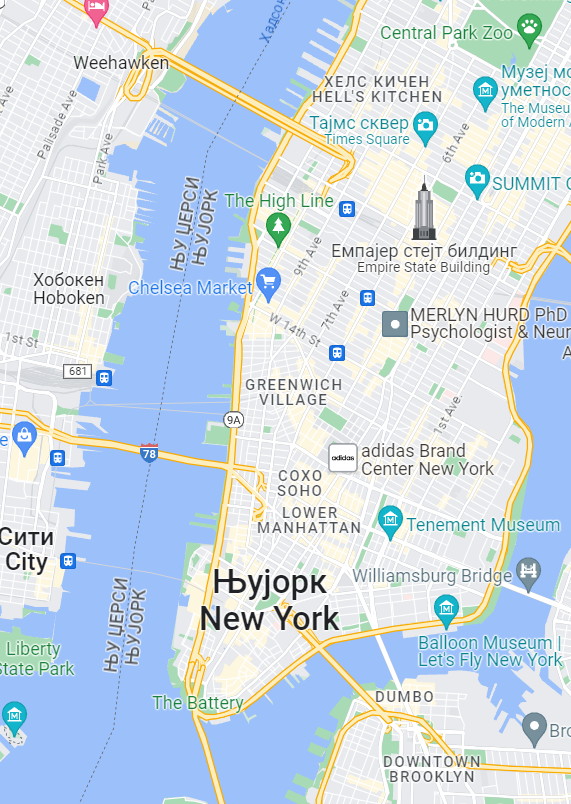 Хадсон
Central Park Zoo
Weehawken
Музеј мо
уметнос
The Museu
of Modern A
ХЕЛС КИЧЕН
HELL'S KITCHEN
Тајмс сквер
Times Square
6th Ave
Palisade Ave
Park Ave
SUMMIT O
ЊУ ЏЕРСИ
ЊУЈОРК
The High Line
9th Ave
Емпајер стејт билдинг
Empire State Building
Хобокен
Hoboken
Chelsea Market
7th Ave
MERLYN HURD PhD
Psychologist & Neur
W 14th St
1st St
A
681
GREENWICH
VILLAGE
1st Ave
9A
e
78
adidas
adidas Brand
Center New York
СОХО
SOHO
LOWER
MANHATTAN
Tenement Museum
Сити
City
Williamsburg Bridge
Њујорк
New York
ЊУ ЏЕРСИ
ЊУЈОРК
Balloon Museum |
Let's Fly New York
Liberty
State Park
The Battery
DUMBO
Bro
DOWNTOWN
BROOKLYN